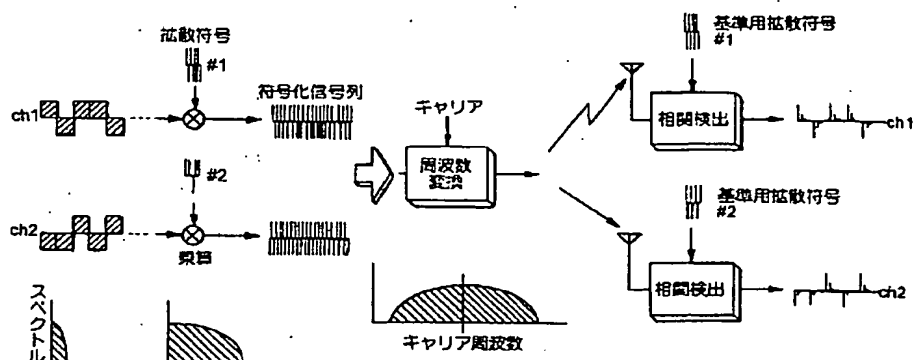 拡散符号
#1
ch1
符号化信号列
#2
ch2
乗算
スペクトル
キャリア
周波数
変換
キャリア周波数
基準用拡散符号
#1
相関検出
ch1
基準用拡散符号
#2
相関検出
ch2